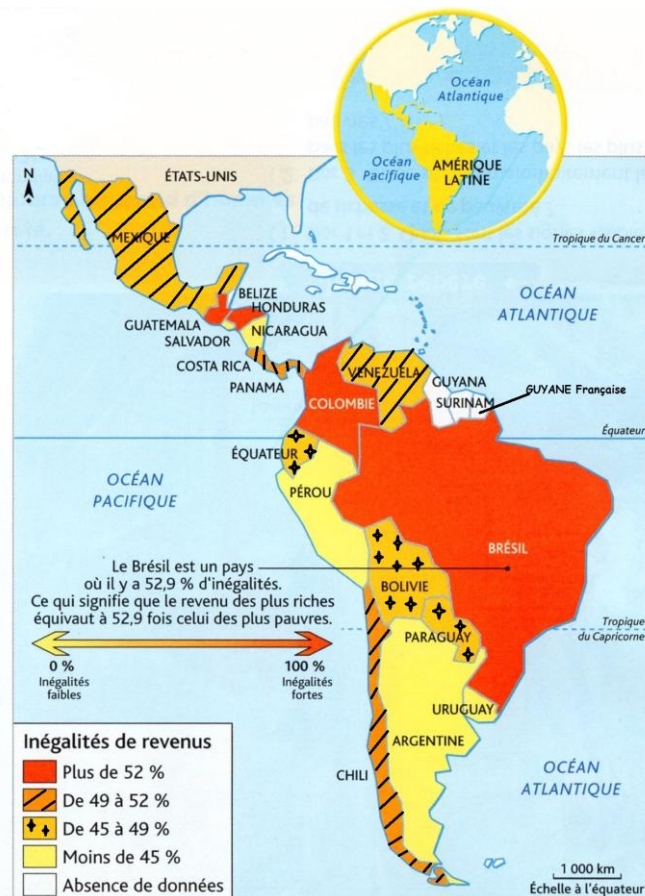 Océan
Atlantique
Océan
Pacifique
AMÉRIQUE
LATINE
N
ÉTATS-UNIS
MEXIQUE
Tropique du Cancer
BELIZE
HONDURAS
OCÉAN
ATLANTIQUE
GUATEMALA
SALVADOR
NICARAGUA
COSTA RICA
PANAMA
VENEZUELA
GUYANA
SURINAM
GUYANE Française
COLOMBIE
Équateur
ÉQUATEUR
OCÉAN
PACIFIQUE
PÉROU
BRÉSIL
Le Brésil est un pays
où il y a 52,9 % d'inégalités.
Ce qui signifie que le revenu des plus riches
équivaut à 52,9 fois celui des plus pauvres.
BOLIVIE
PARAGUAY
Tropique
du Capricorne
0 %
Inégalités
faibles
100 %
Inégalités
fortes
URUGUAY
ARGENTINE
CHILI
OCÉAN
ATLANTIQUE
Inégalités de revenus
Plus de 52 %
De 49 à 52 %
De 45 à 49 %
Moins de 45 %
Absence de données
1 000 km
Échelle à l'équateur